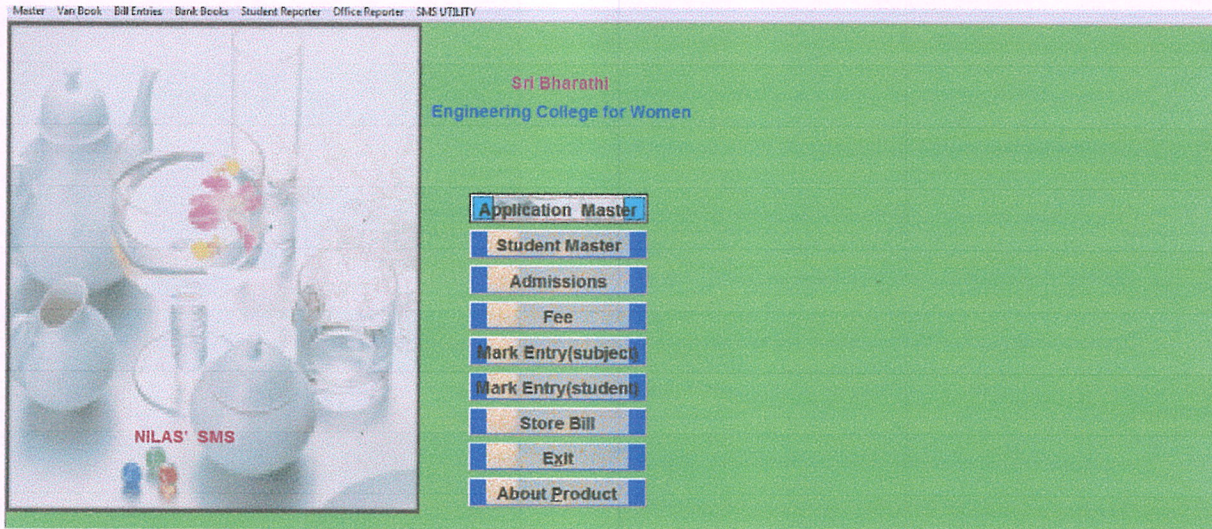 Master Van Book Bill Entries Bank Books Student Reporter Office Reporter SMS UTILITY
Sri Bharathi
Engineering College for Women
Application Master
Student Master
Admissions
Fee
Mark Entry(subject)
Mark Entry(student)
Store Bill
Exit
About Product
NILAS' SMS